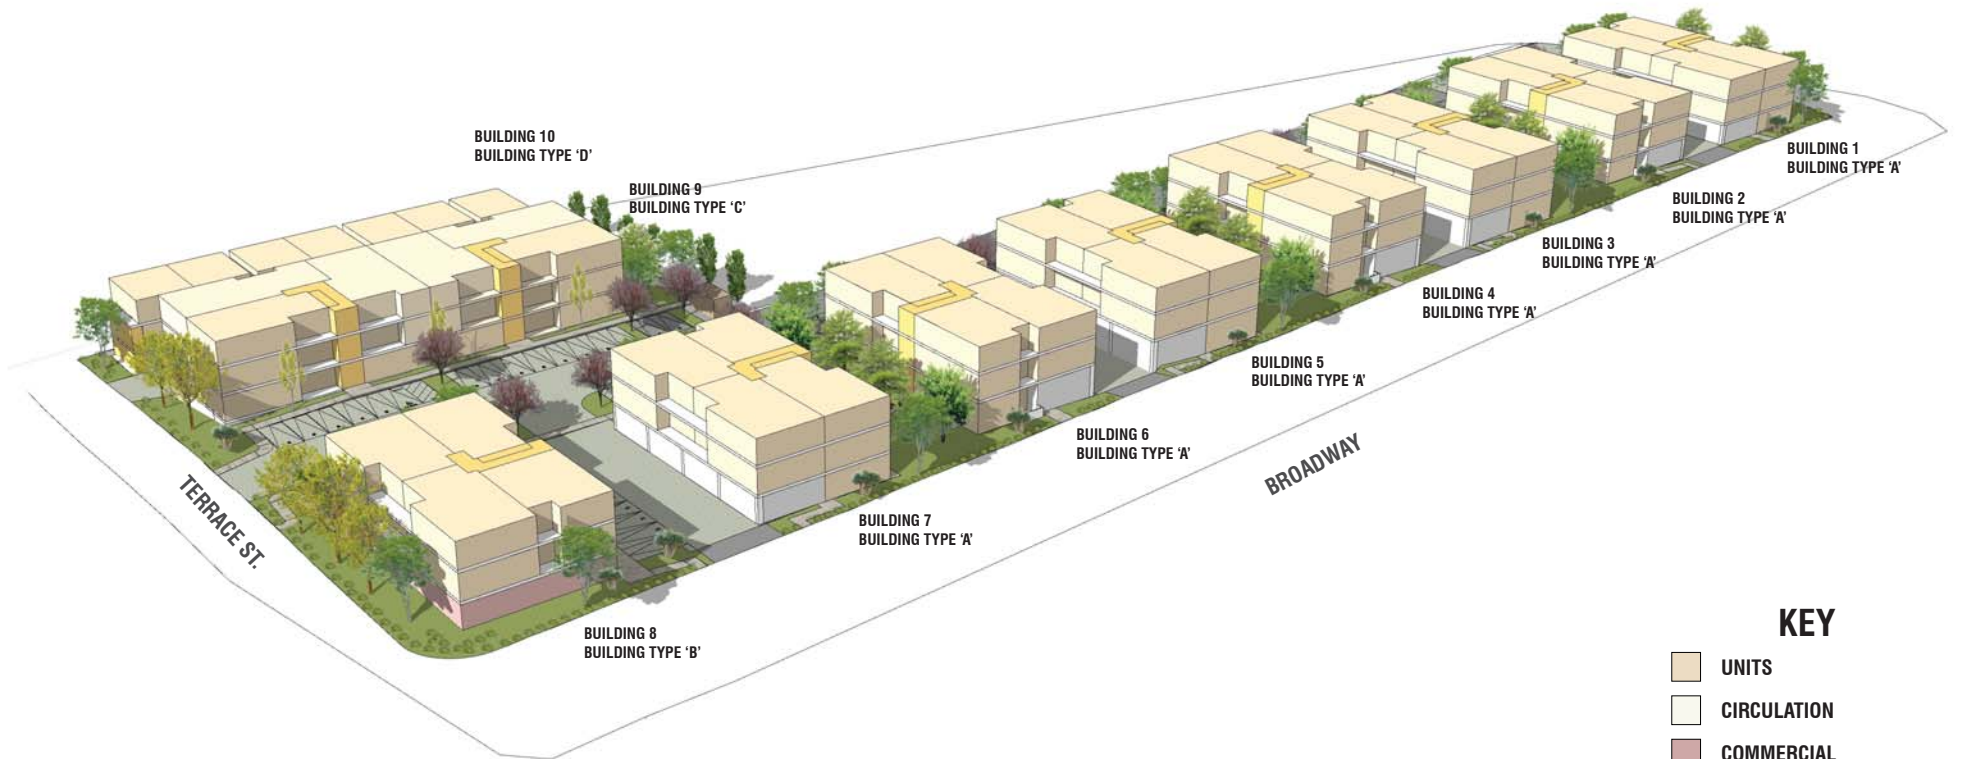 BUILDING 10
BUILDING TYPE ‘D’
BUILDING 9
BUILDING TYPE ‘C’
BUILDING 1
BUILDING TYPE ‘A’
BUILDING 2
BUILDING TYPE ‘A’
BUILDING 3
BUILDING TYPE ‘A’
BUILDING 4
BUILDING TYPE ‘A’
BUILDING 5
BUILDING TYPE ‘A’
BUILDING 6
BUILDING TYPE ‘A’
BROADWAY
TERRACE ST.
BUILDING 7
BUILDING TYPE ‘A’
BUILDING 8
BUILDING TYPE ‘B’
KEY
UNITS
CIRCULATION
COMMERCIAL